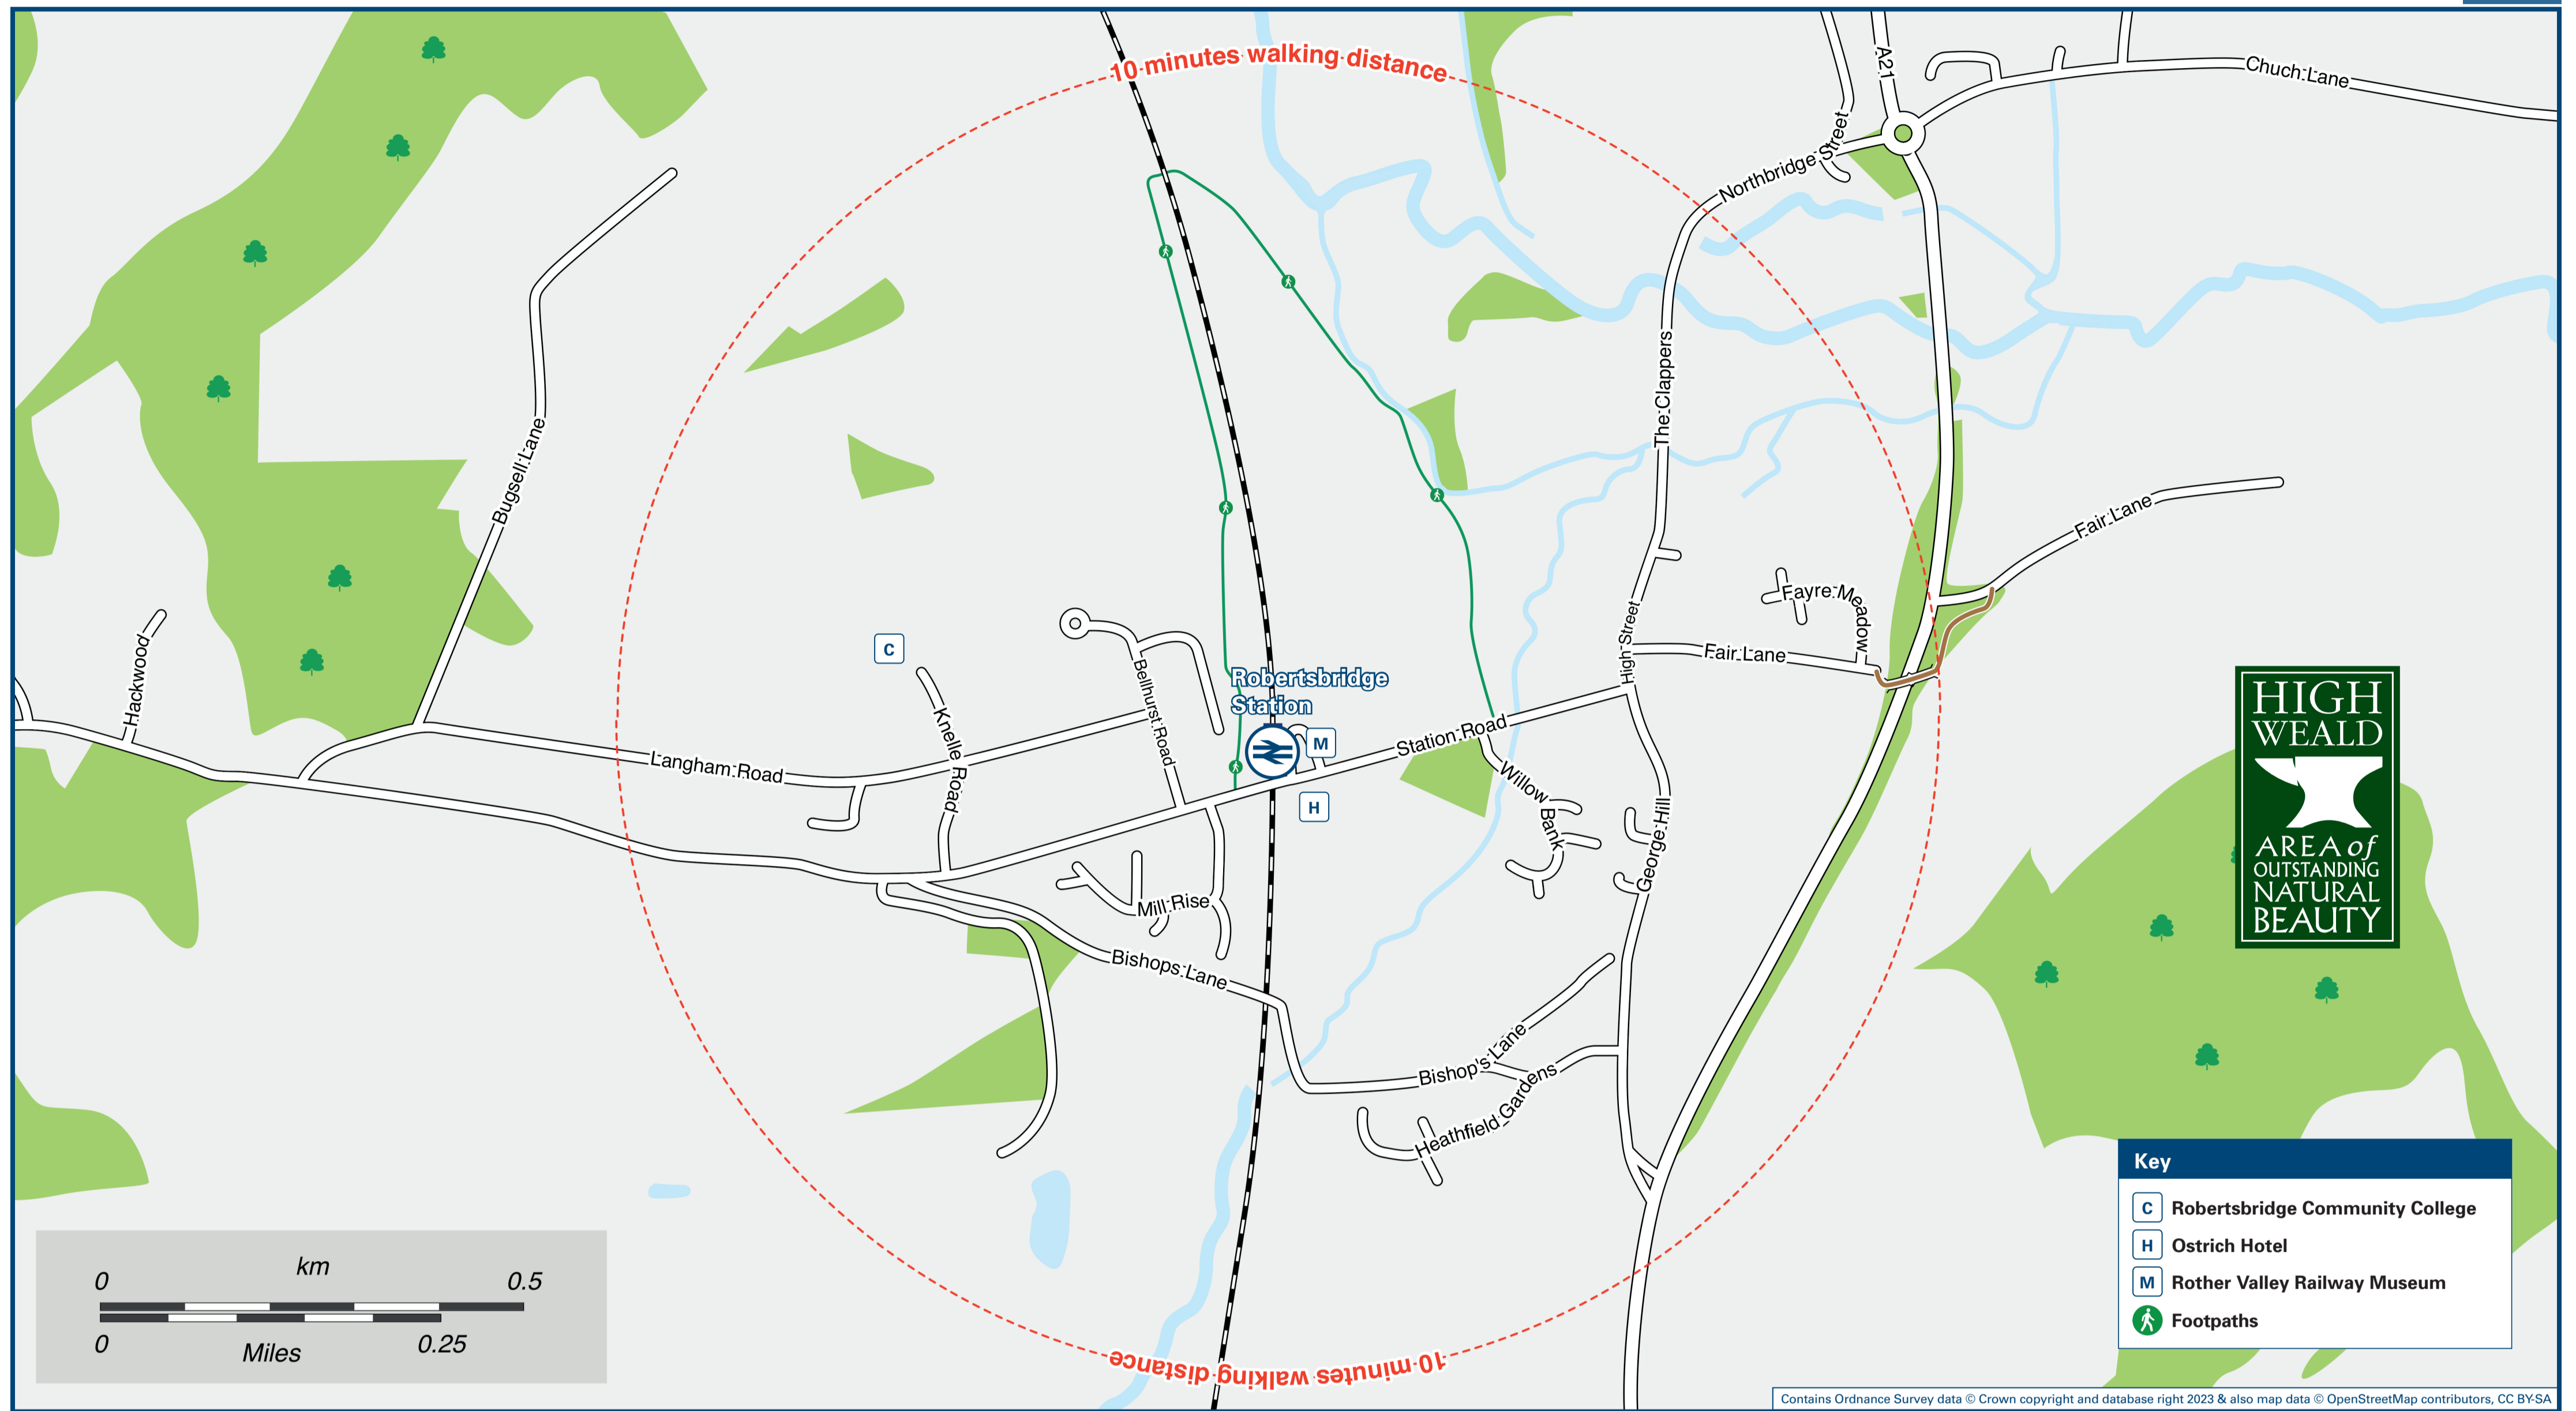 10 minutes walking distance
A21
Chuch Lane
Northbridge Street
The Clappers
Bugsell Lane
Fair Lane
Fayre Meadow
High Street
Fair Lane
Hackwood
C
Robertsbridge
Station
Bellhurst Road
Knelle Road
M
Station Road
Langham Road
H
Willow Bank
George Hill
Mill Rise
Bishops Lane
Bishop's Lane
Heathfield Gardens
HIGH
WEALD
AREA of
OUTSTANDING
NATURAL
BEAUTY
Key
C Robertsbridge Community College
H Ostrich Hotel
M Rother Valley Railway Museum
Footpaths
km
0 0.5
0 0.25
Miles
10 minutes walking distance
Contains Ordnance Survey data © Crown copyright and database right 2023 & also map data © OpenStreetMap contributors, CC BY-SA